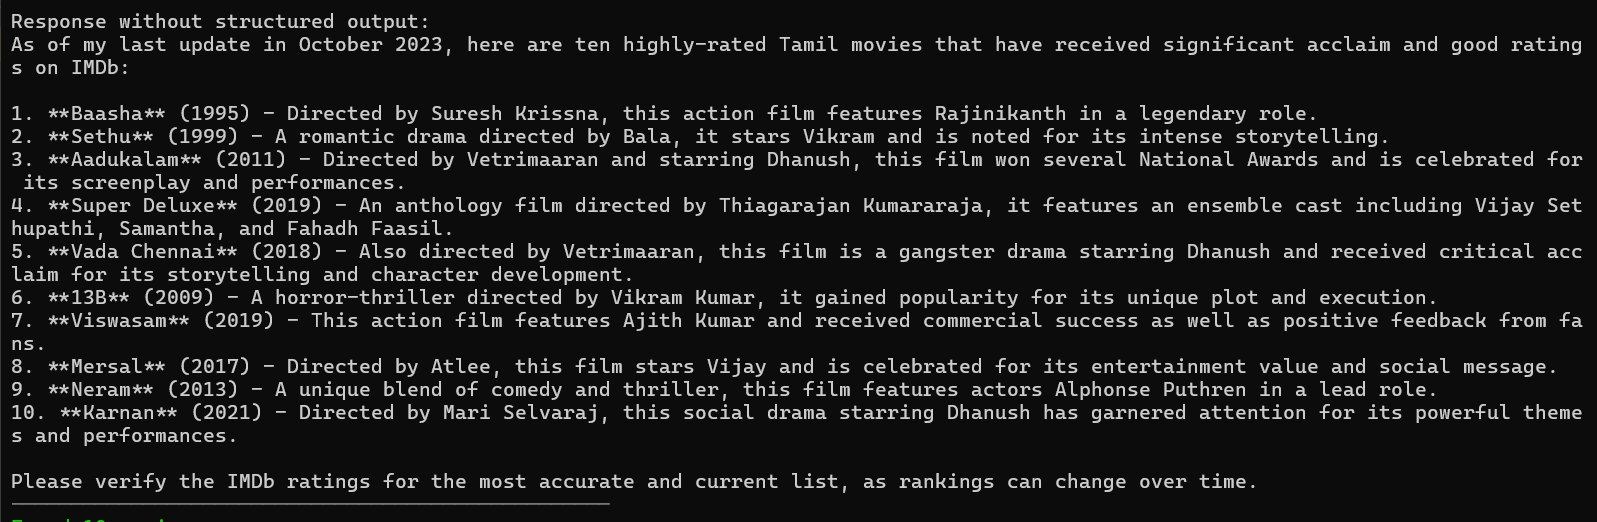 Response without structured output:
As of my last update in October 2023, here are ten highly-rated Tamil movies that have received significant acclaim and good rating
s on IMDb:
1. **Baasha** (1995) - Directed by Suresh Krissna, this action film features Rajinikanth in a legendary role.
2. **Sethu** (1999) - A romantic drama directed by Bala, it stars Vikram and is noted for its intense storytelling.
3. **Aadukalam** (2011) - Directed by Vetrimaaran and starring Dhanush, this film won several National Awards and is celebrated for
its screenplay and performances.
4. **Super Deluxe** (2019) - An anthology film directed by Thiagarajan Kumararaja, it features an ensemble cast including Vijay Set
hupathi, Samantha, and Fahadh Faasil.
5. **Vada Chennai** (2018) - Also directed by Vetrimaaran, this film is a gangster drama starring Dhanush and received critical acc
laim for its storytelling and character development.
6. **13B** (2009) - A horror-thriller directed by Vikram Kumar, it gained popularity for its unique plot and execution.
7. **Viswasam** (2019) - This action film features Ajith Kumar and received commercial success as well as positive feedback from fa
ns.
8. **Mersal** (2017) - Directed by Atlee, this film stars Vijay and is celebrated for its entertainment value and social message.
9. **Neram** (2013) - A unique blend of comedy and thriller, this film features actors Alphonse Puthren in a lead role.
10. **Karnan** (2021) - Directed by Mari Selvaraj, this social drama starring Dhanush has garnered attention for its powerful theme
s and performances.
Please verify the IMDb ratings for the most accurate and current list, as rankings can change over time.